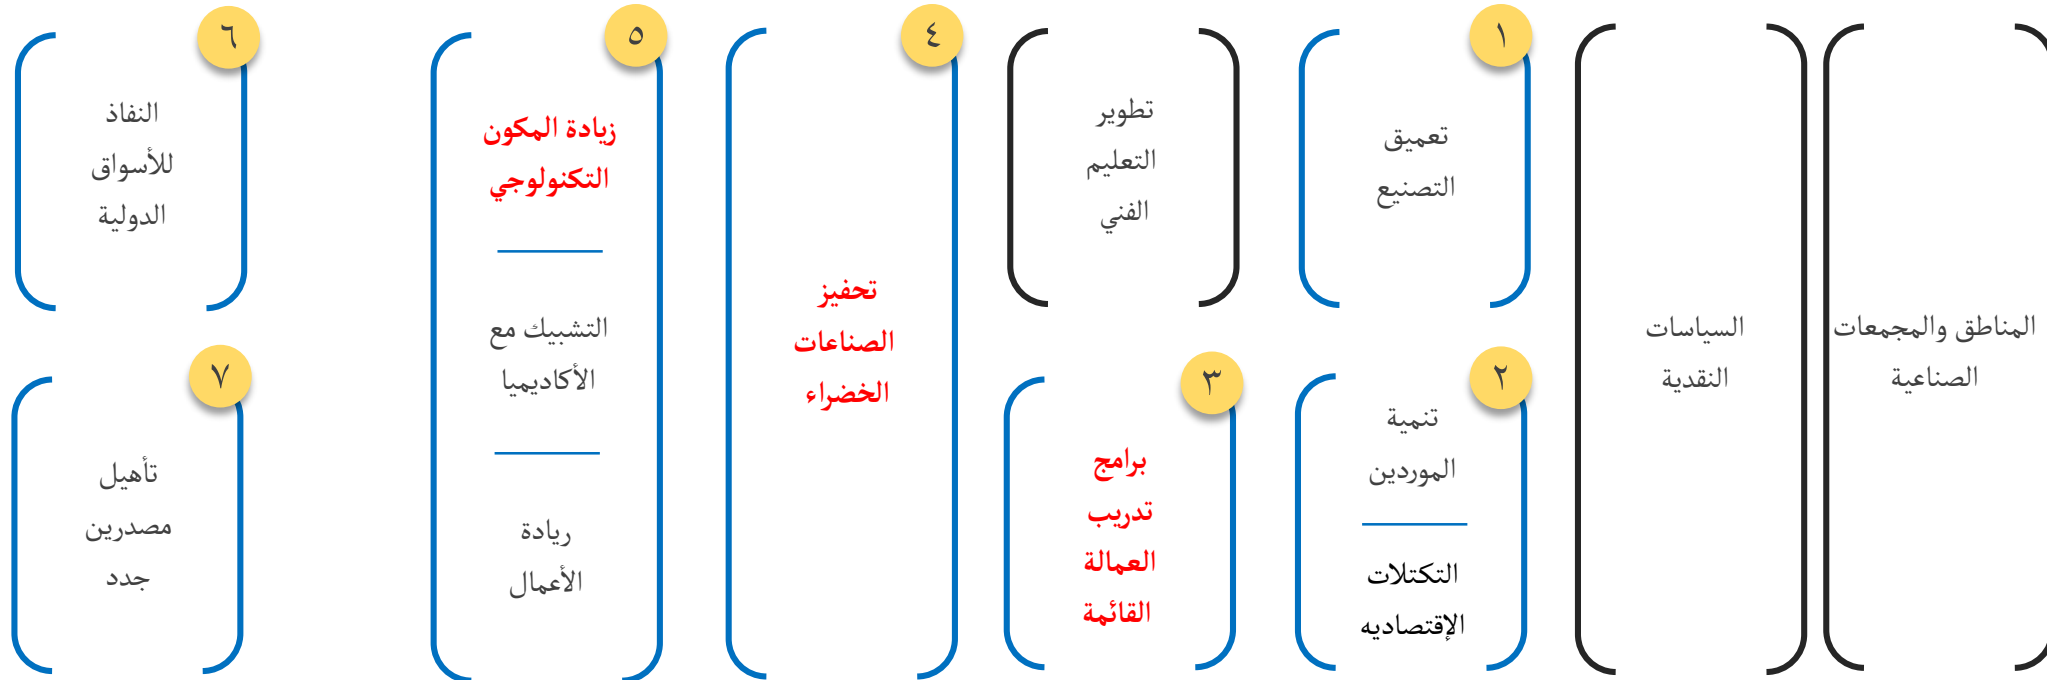 المناطق والمجمعات
الصناعية
السياسات
النقدية
١
تعميق
التصنيع
٢
تنمية
الموردين
التكتلات
الإقتصاديه
تطوير
التعليم
الفني
٣
برامج
تدريب
العمالة
القائمة
٤
تحفيز
الصناعات
الخضراء
٥
زيادة المكون
التكنولوجي
التشبيك مع
الأكاديميا
ريادة
الأعمال
٦
النفاذ
للأسواق
الدولية
٧
تأهيل
مصدرين
جدد